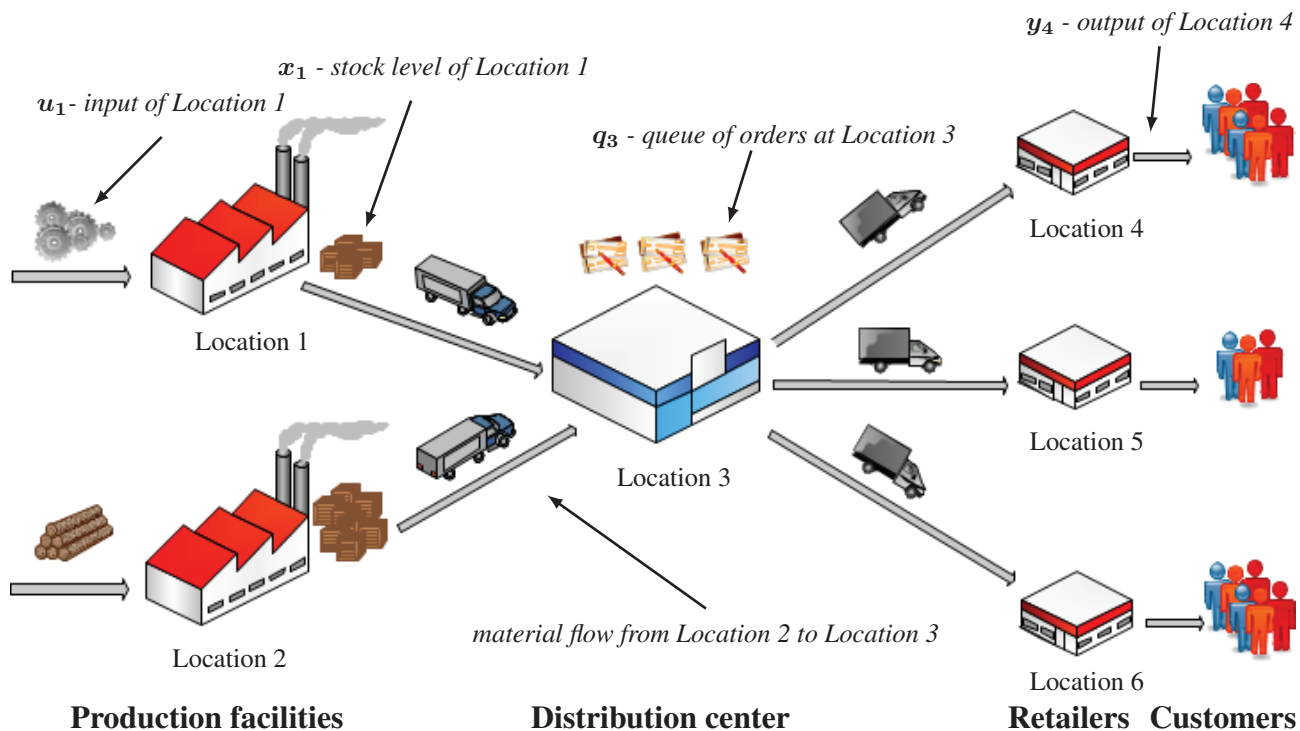 y₄ - output of Location 4
x₁ - stock level of Location 1
u₁- input of Location 1
q₃ - queue of orders at Location 3
Location 4
Location 1
Location 5
Location 3
material flow from Location 2 to Location 3
Location 2
Location 6
Production facilities
Distribution center
Retailers
Customers